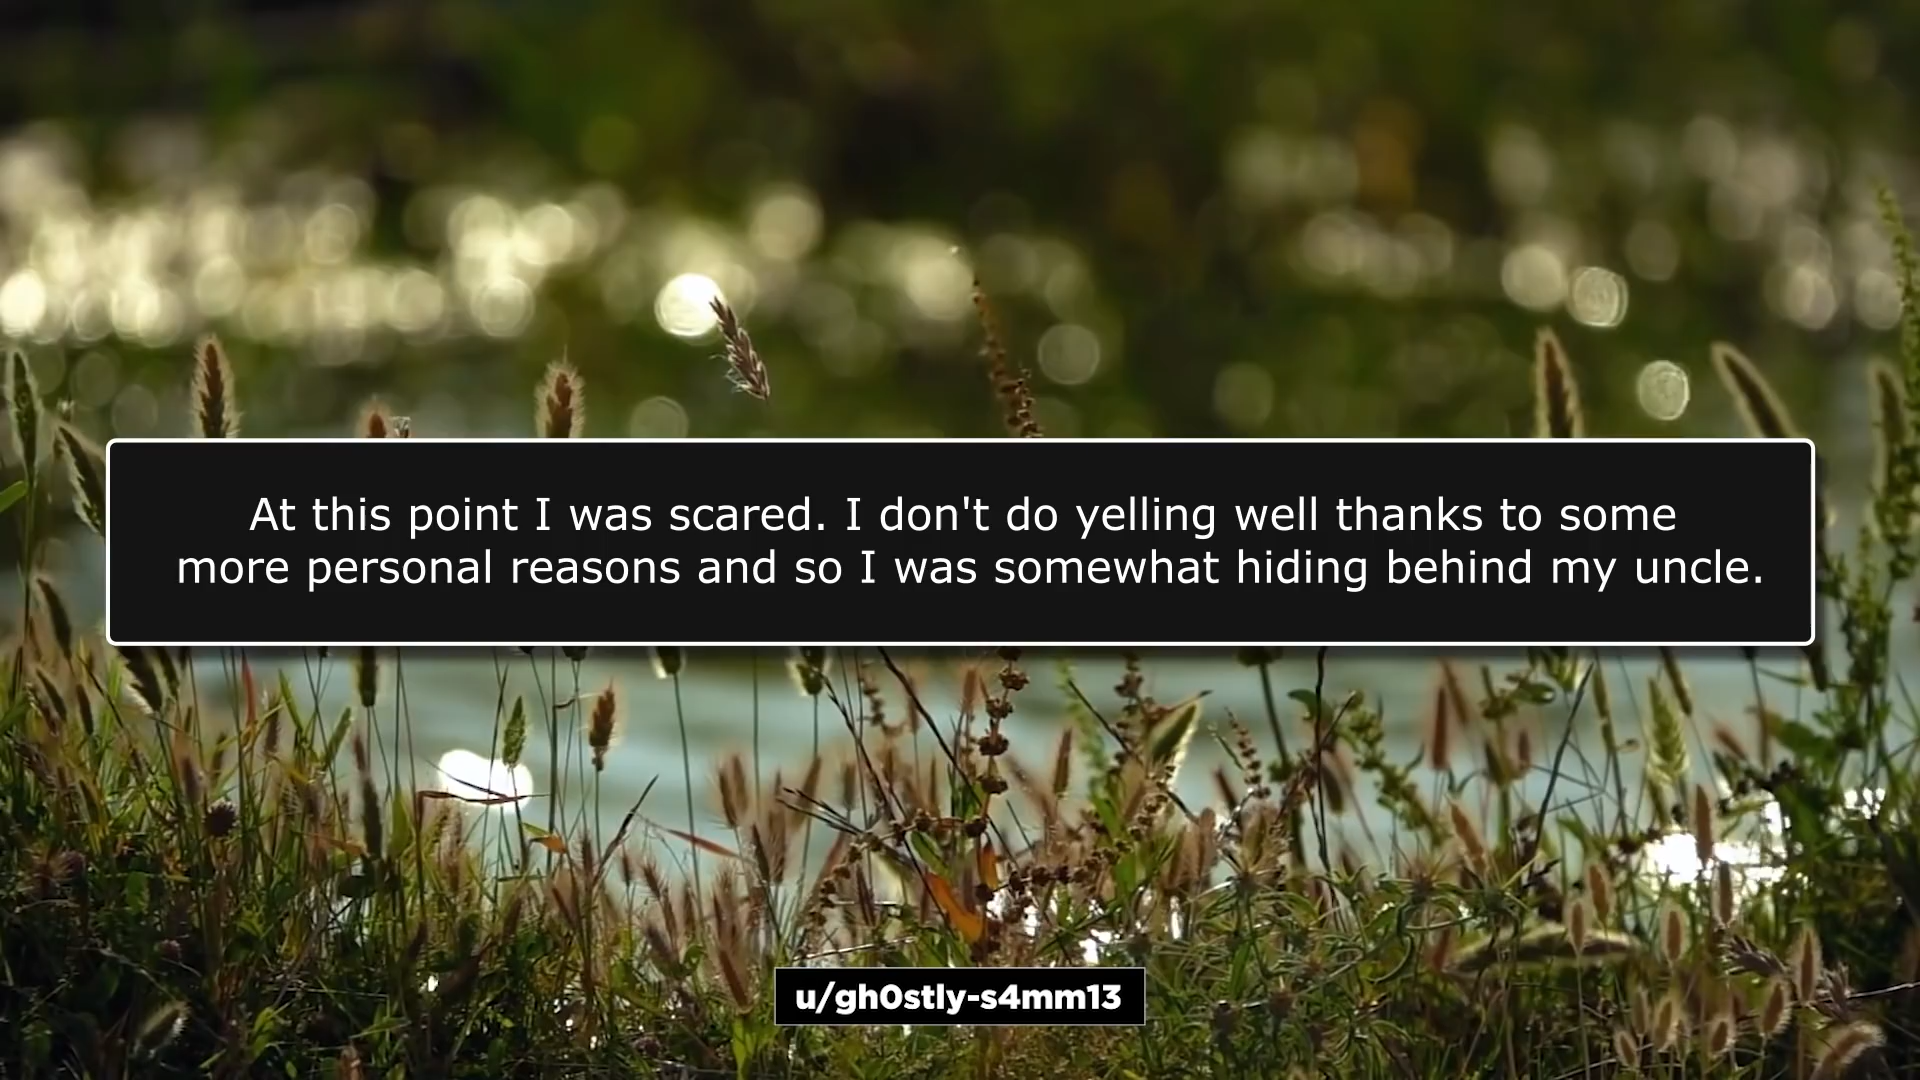 At this point I was scared. I don't do yelling well thanks to some
more personal reasons and so I was somewhat hiding behind my uncle.
u/gh0stly-s4mm13